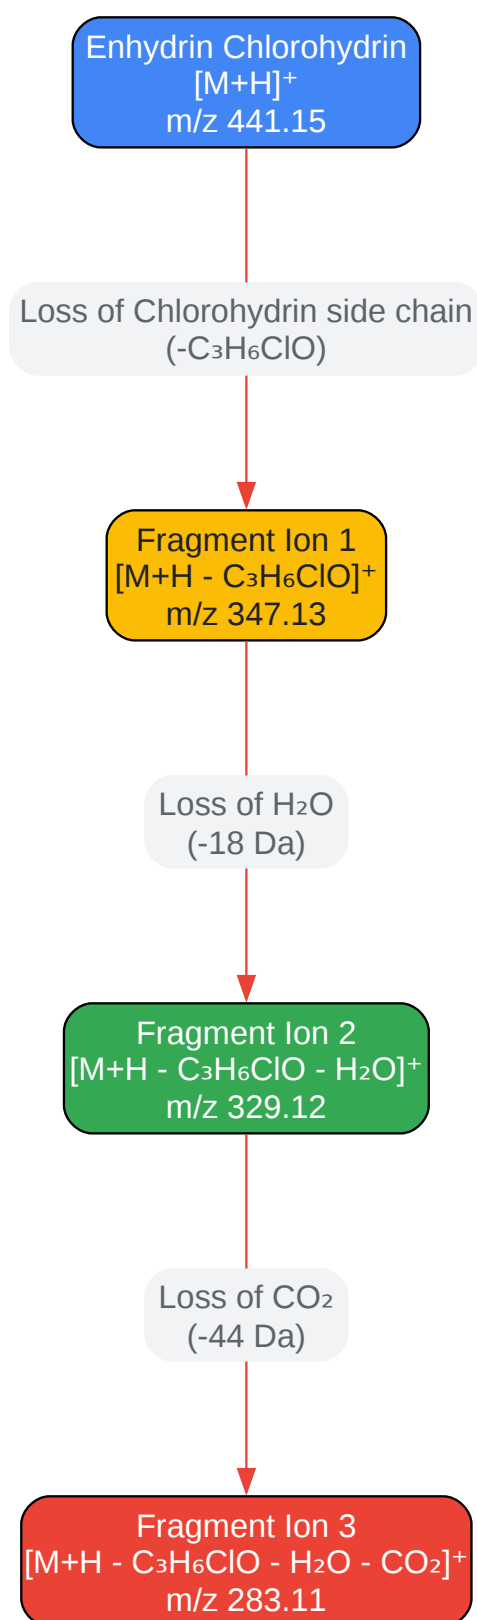 Enhydrin Chlorohydrin
[M+H]⁺
m/z 441.15
Loss of Chlorohydrin side chain
(-C₃H₆ClO)
Fragment Ion 1
[M+H - C₃H₆ClO]⁺
m/z 347.13
Loss of H₂O
(-18 Da)
Fragment Ion 2
[M+H - C₃H₆ClO - H₂O]⁺
m/z 329.12
Loss of CO₂
(-44 Da)
Fragment Ion 3
[M+H - C₃H₆ClO - H₂O - CO₂]⁺
m/z 283.11